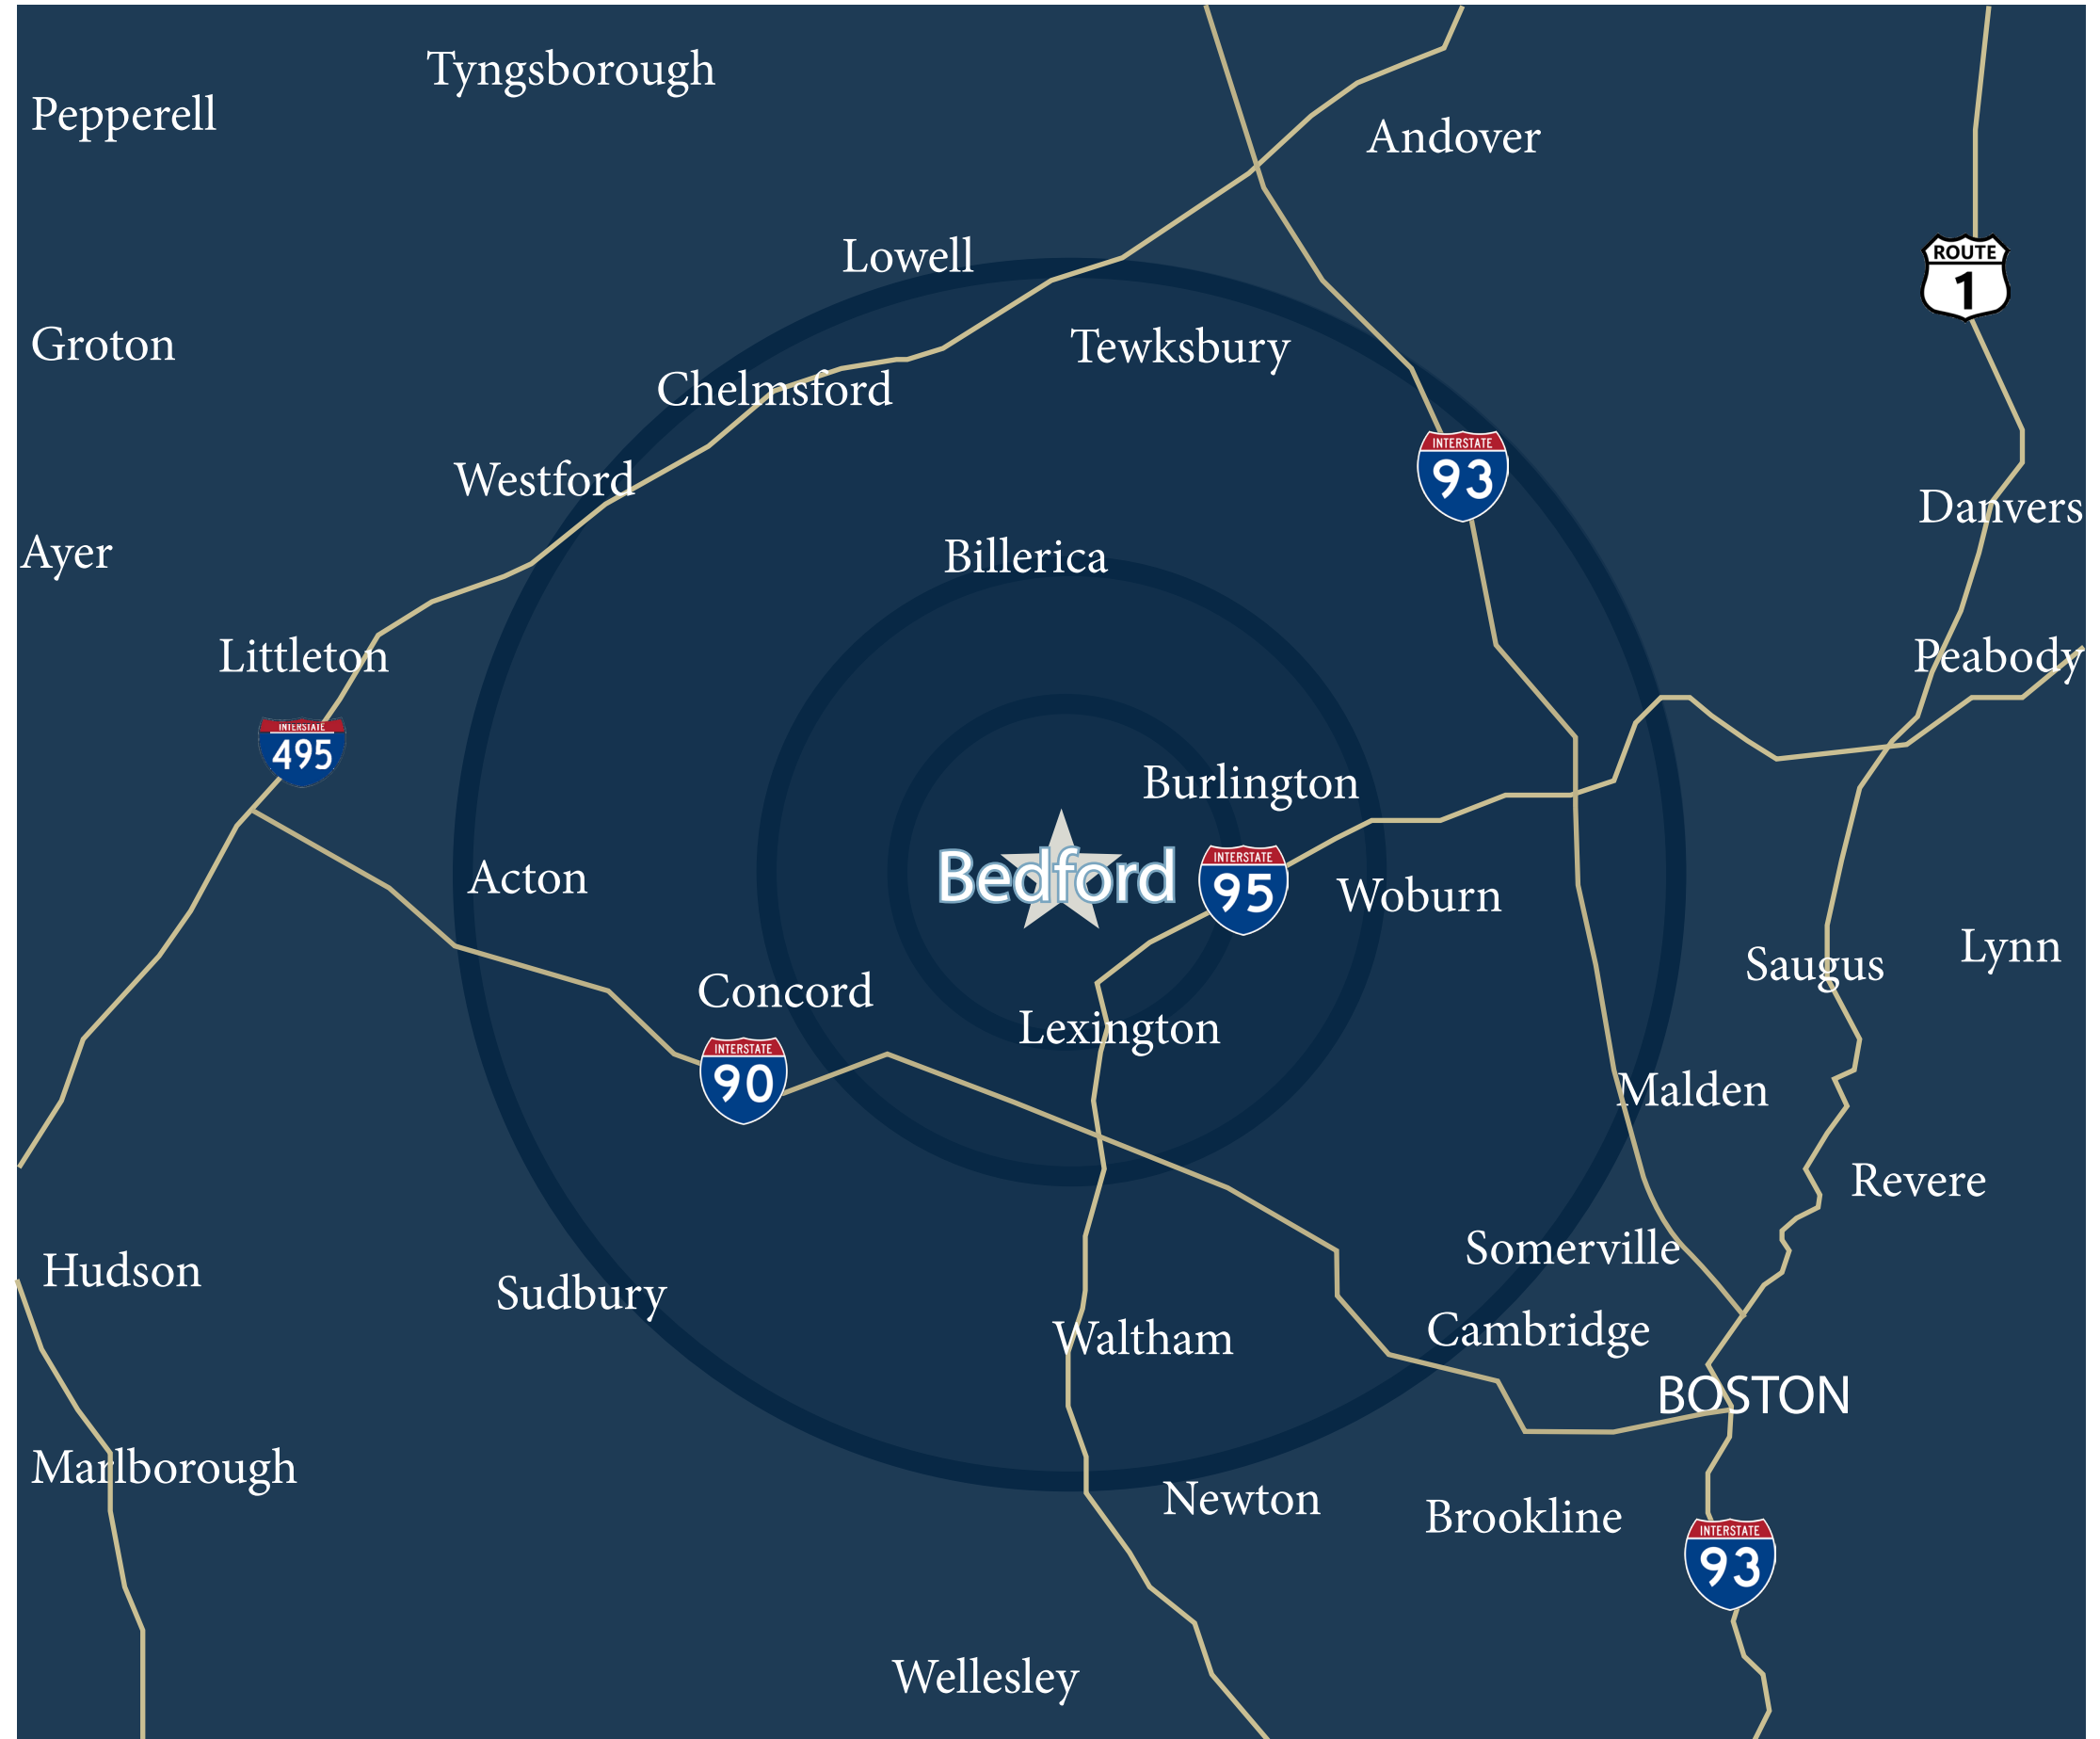 Tyngsborough
Pepperell
Andover
Lowell
ROUTE
1
Groton
Tewksbury
Chelmsford
INTERSTATE
93
Westford
Danvers
Ayer
Billerica
Littleton
Peabody
INTERSTATE
495
Burlington
Acton
Bedford
INTERSTATE
95
Woburn
Lynn
Saugus
Concord
Lexington
INTERSTATE
90
Malden
Revere
Somerville
Hudson
Sudbury
Cambridge
Waltham
BOSTON
Marlborough
Newton
Brookline
INTERSTATE
93
Wellesley